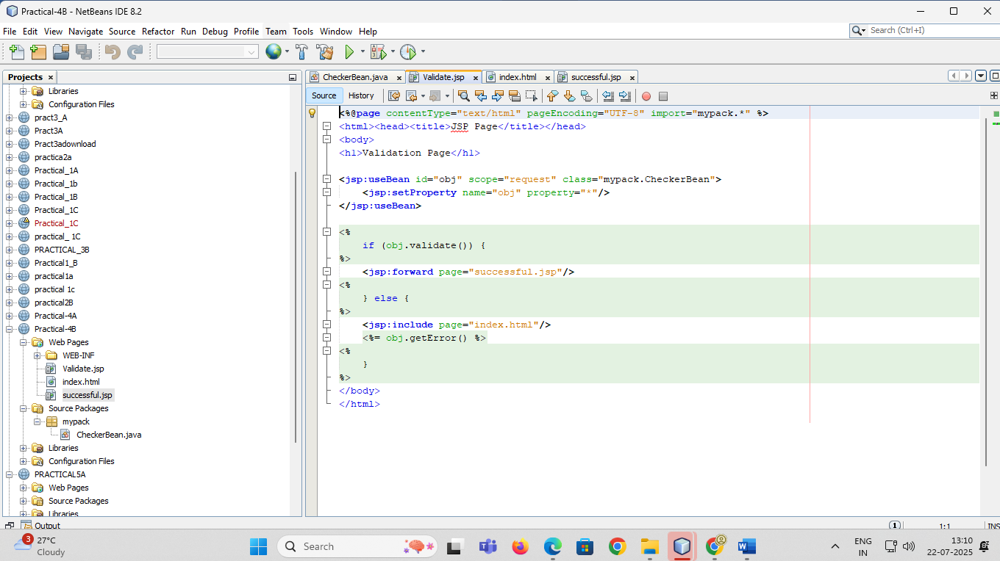 Practical-4B - NetBeans IDE 8.2
File Edit View Navigate Source Refactor Run Debug Profile Team Tools Window Help
Search (Ctrl+I)
Projects
Libraries
Configuration Files
pract3_A
Pract3A
Pract3adownload
practica2a
Practical_1A
Practical_1b
Practical_1B
Practical_1C
Practical_1C
practical_ 1C
PRACTICAL_3B
Practical1_B
practical1a
practical 1c
practical2B
Practical-4A
Practical-4B
Web Pages
WEB-INF
Validate.jsp
index.html
successful.jsp
Source Packages
mypack
CheckerBean.java
Libraries
Configuration Files
PRACTICAL5A
Web Pages
Source Packages
Libraries
CheckerBean.java Validate.jsp index.html successful.jsp
Source History
<%@page contentType="text/html" pageEncoding="UTF-8" import="mypack.*" %>
<html><head><title>JSP Page</title></head>
<body>
<h1>Validation Page</h1>
<jsp:useBean id="obj" scope="request" class="mypack.CheckerBean">
<jsp:setProperty name="obj" property="*"/>
</jsp:useBean>
<%
if (obj.validate()) {
%>
<jsp:forward page="successful.jsp"/>
<%
} else {
%>
<jsp:include page="index.html"/>
<%= obj.getError() %>
<%
}
%>
</body>
</html>
Output
1 1:1 INS
3 27°C
Cloudy
Search
ENG
IN
13:10
22-07-2025